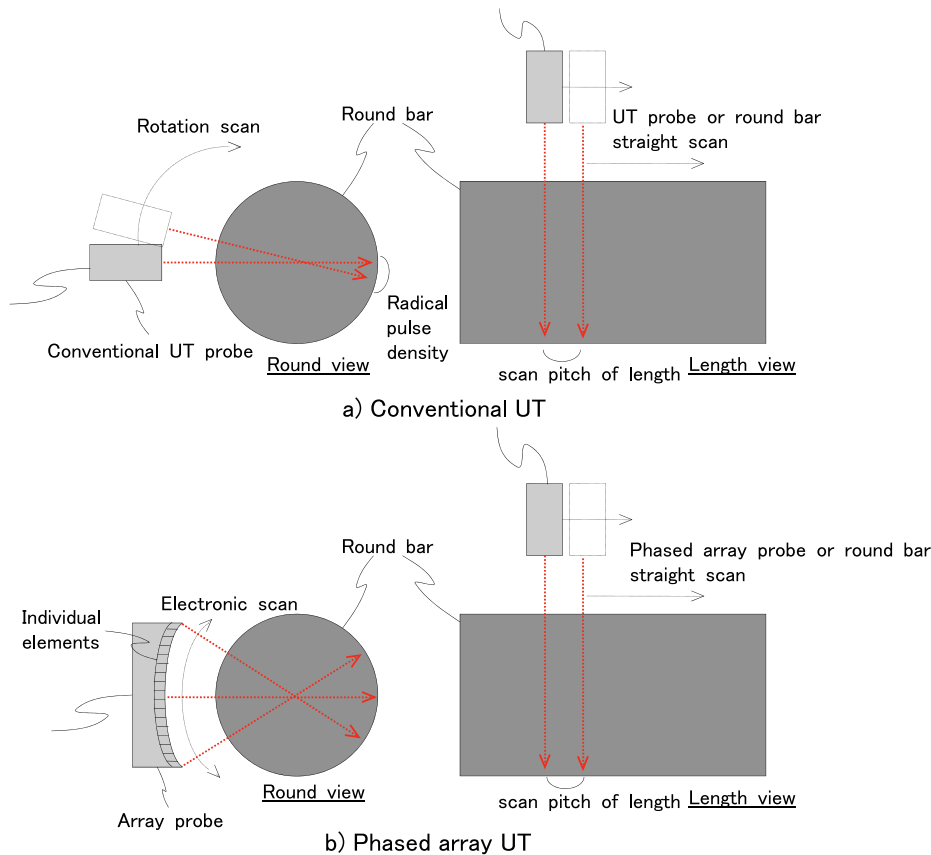 Rotation scan
Round bar
UT probe or round bar
straight scan
Radical
pulse
density
Conventional UT probe
Round view
scan pitch of length
Length view
a) Conventional UT
Round bar
Phased array probe or round bar
straight scan
Individual
elements
Electronic scan
Array probe
Round view
scan pitch of length
Length view
b) Phased array UT